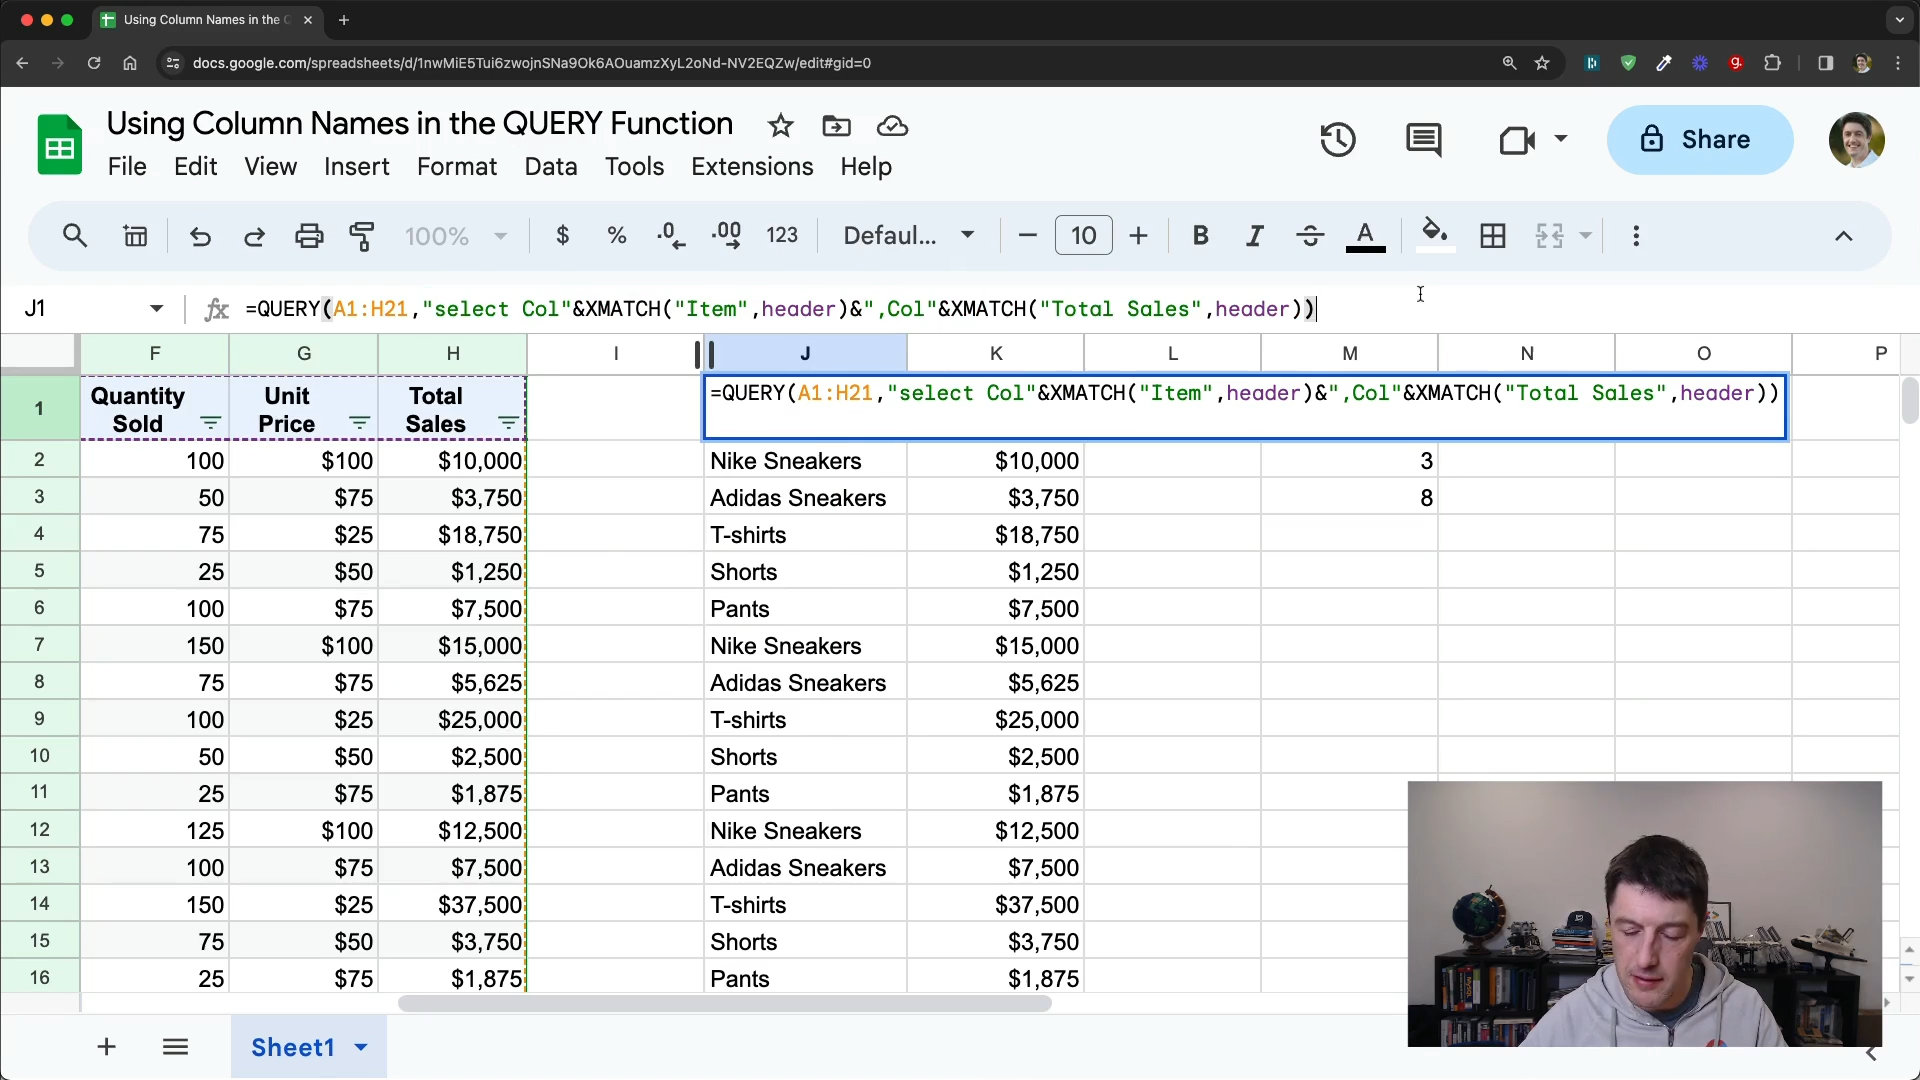 Using Column Names in the Q
docs.google.com/spreadsheets/d/1nwMiE5Tui6zwojnSNa9Ok6AOuamzXyL2oNd-NV2EQZw/edit#gid=0
Using Column Names in the QUERY Function
File Edit View Insert Format Data Tools Extensions Help
Share
100% $ % .0 .00 123 Defaul... 10 B I A
J1 fx =QUERY(A1:H21,"select Col"&XMATCH("Item",header)&",Col"&XMATCH("Total Sales",header))
F G H I J K L M N O P
1 Quantity Sold Unit Price Total Sales =QUERY(A1:H21,"select Col"&XMATCH("Item",header)&",Col"&XMATCH("Total Sales",header))
2 100 $100 $10,000 Nike Sneakers $10,000 3
3 50 $75 $3,750 Adidas Sneakers $3,750 8
4 75 $25 $18,750 T-shirts $18,750
5 25 $50 $1,250 Shorts $1,250
6 100 $75 $7,500 Pants $7,500
7 150 $100 $15,000 Nike Sneakers $15,000
8 75 $75 $5,625 Adidas Sneakers $5,625
9 100 $25 $25,000 T-shirts $25,000
10 50 $50 $2,500 Shorts $2,500
11 25 $75 $1,875 Pants $1,875
12 125 $100 $12,500 Nike Sneakers $12,500
13 100 $75 $7,500 Adidas Sneakers $7,500
14 150 $25 $37,500 T-shirts $37,500
15 75 $50 $3,750 Shorts $3,750
16 25 $75 $1,875 Pants $1,875
Sheet1